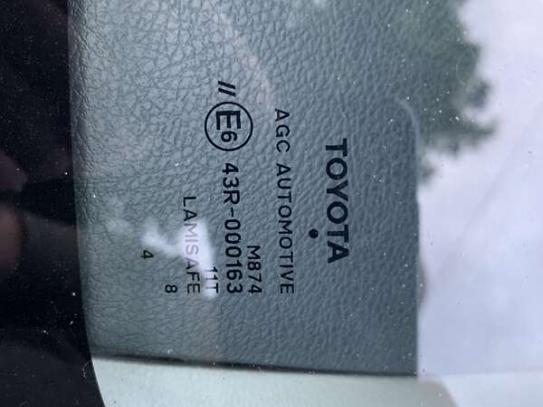 TOYOTA
AGC AUTOMOTIVE
M874
// E6 43R-000163
11T
LAMISAFE
8
4